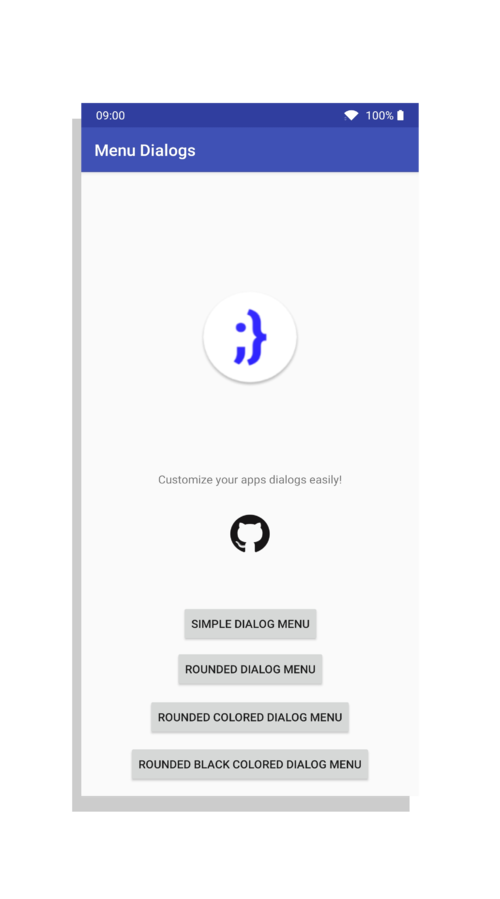 09:00 100%
Menu Dialogs
;}
Customize your apps dialogs easily!
SIMPLE DIALOG MENU
ROUNDED DIALOG MENU
ROUNDED COLORED DIALOG MENU
ROUNDED BLACK COLORED DIALOG MENU